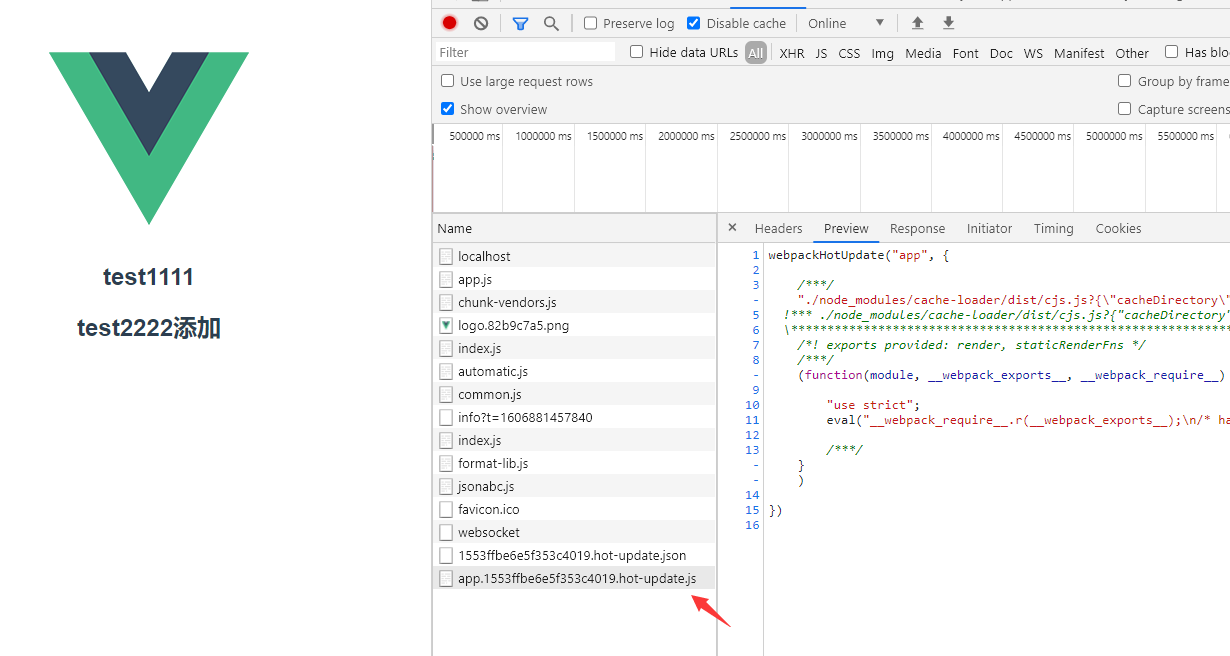 test1111
test2222添加
Preserve log Disable cache Online ▼
Filter Hide data URLs All XHR JS CSS Img Media Font Doc WS Manifest Other Has blo
Use large request rows Group by frame
Show overview Capture screens
500000 ms 1000000 ms 1500000 ms 2000000 ms 2500000 ms 3000000 ms 3500000 ms 4000000 ms 4500000 ms 5000000 ms 5500000 ms
Name
localhost
app.js
chunk-vendors.js
logo.82b9c7a5.png
index.js
automatic.js
common.js
info?t=1606881457840
index.js
format-lib.js
jsonabc.js
favicon.ico
websocket
1553ffbe6e5f353c4019.hot-update.json
app.1553ffbe6e5f353c4019.hot-update.js
× Headers Preview Response Initiator Timing Cookies
1 webpackHotUpdate("app", {
2
3 /***/
- "./node_modules/cache-loader/dist/cjs.js?{\"cacheDirectory\"
5 !*** ./node_modules/cache-loader/dist/cjs.js?{"cacheDirectory"
6 \*************************************************************
7 /*! exports provided: render, staticRenderFns */
8 /***/
- (function(module, __webpack_exports__, __webpack_require__)
9
10 "use strict";
11 eval("__webpack_require__.r(__webpack_exports__);\n/* ha
12
13 /***/
- }
- )
14
15 })
16